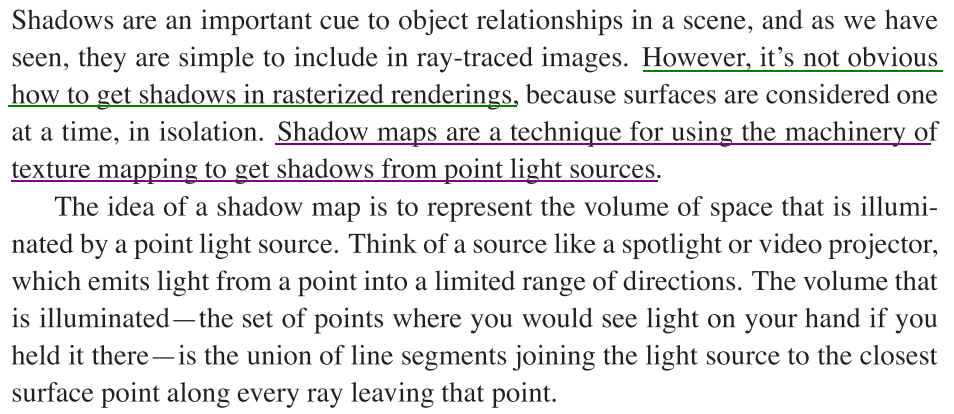 Shadows are an important cue to object relationships in a scene, and as we have
seen, they are simple to include in ray-traced images. However, it’s not obvious
how to get shadows in rasterized renderings, because surfaces are considered one
at a time, in isolation. Shadow maps are a technique for using the machinery of
texture mapping to get shadows from point light sources.
The idea of a shadow map is to represent the volume of space that is illumi-
nated by a point light source. Think of a source like a spotlight or video projector,
which emits light from a point into a limited range of directions. The volume that
is illuminated—the set of points where you would see light on your hand if you
held it there—is the union of line segments joining the light source to the closest
surface point along every ray leaving that point.